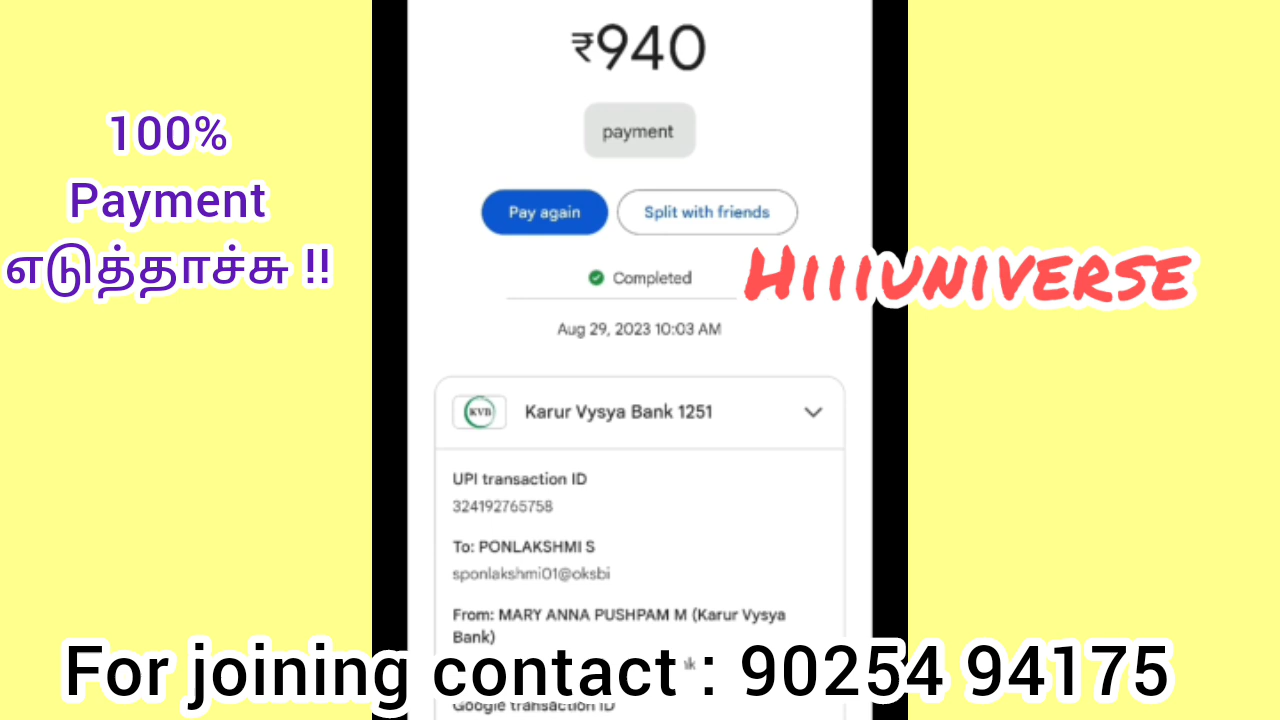 ₹940
payment
100%
Payment
எடுத்தாச்சு !!
Pay again
Split with friends
Completed
Hiiiuniverse
Aug 29, 2023 10:03 AM
KVB
Karur Vysya Bank 1251
UPI transaction ID
324192765758
To: PONLAKSHMI S
sponlakshmi01@oksbi
From: MARY ANNA PUSHPAM M (Karur Vysya
Bank)
For joining contact : 90254 94175
Google transaction ID